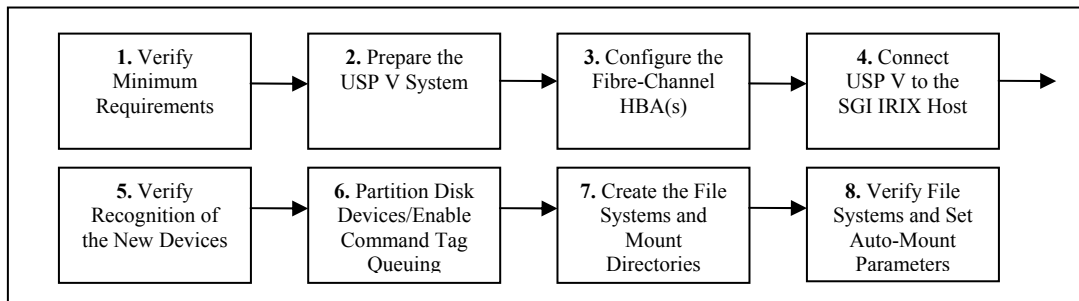 1. Verify
Minimum
Requirements
2. Prepare the
USP V System
3. Configure the
Fibre-Channel
HBA(s)
4. Connect
USP V to the
SGI IRIX Host
5. Verify
Recognition of
the New Devices
6. Partition Disk
Devices/Enable
Command Tag
Queuing
7. Create the File
Systems and
Mount
Directories
8. Verify File
Systems and Set
Auto-Mount
Parameters